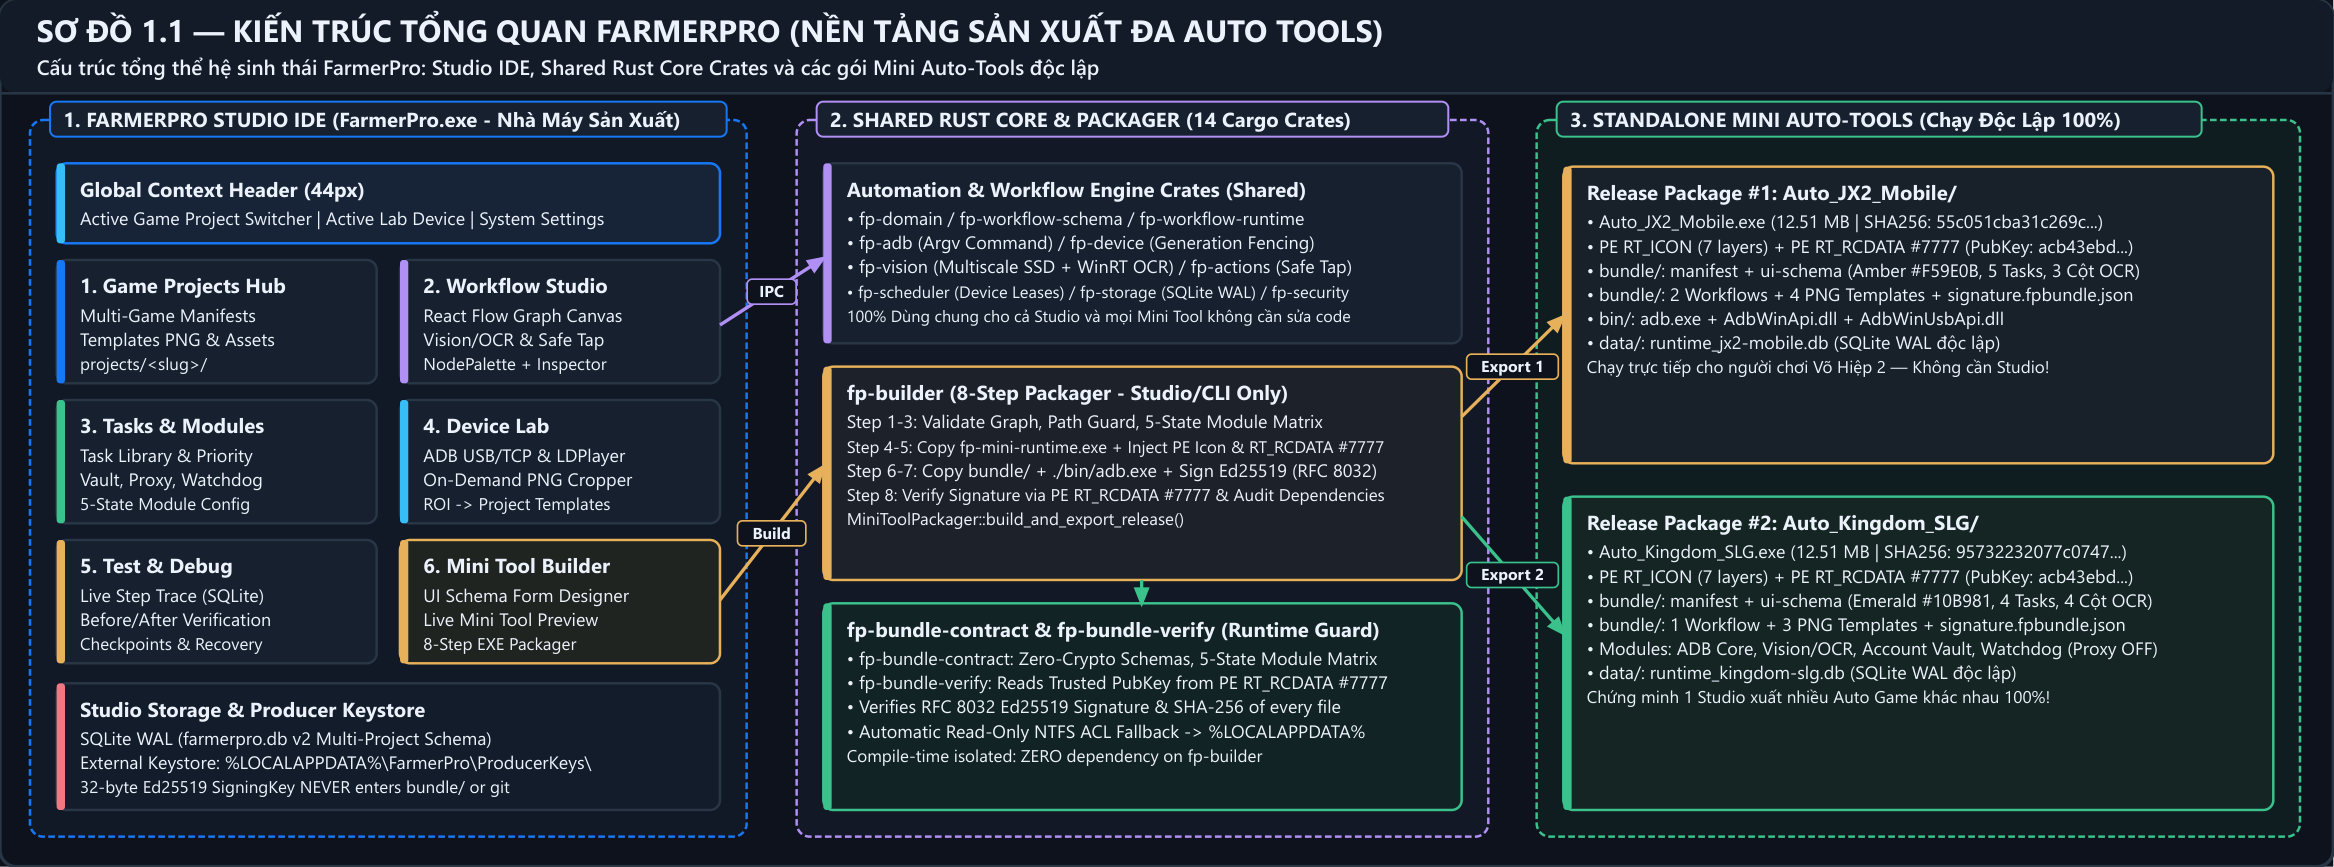 SƠ ĐỒ 1.1 — KIẾN TRÚC TỔNG QUAN FARMERPRO (NỀN TẢNG SẢN XUẤT ĐA AUTO TOOLS)
Cấu trúc tổng thể hệ sinh thái FarmerPro: Studio IDE, Shared Rust Core Crates và các gói Mini Auto-Tools độc lập
1. FARMERPRO STUDIO IDE (FarmerPro.exe - Nhà Máy Sản Xuất)
Global Context Header (44px)
Active Game Project Switcher | Active Lab Device | System Settings
1. Game Projects Hub
Multi-Game Manifests
Templates PNG & Assets
projects/<slug>/
2. Workflow Studio
React Flow Graph Canvas
Vision/OCR & Safe Tap
NodePalette + Inspector
3. Tasks & Modules
Task Library & Priority
Vault, Proxy, Watchdog
5-State Module Config
4. Device Lab
ADB USB/TCP & LDPlayer
On-Demand PNG Cropper
ROI -> Project Templates
5. Test & Debug
Live Step Trace (SQLite)
Before/After Verification
Checkpoints & Recovery
6. Mini Tool Builder
UI Schema Form Designer
Live Mini Tool Preview
8-Step EXE Packager
Studio Storage & Producer Keystore
SQLite WAL (farmerpro.db v2 Multi-Project Schema)
External Keystore: %LOCALAPPDATA%\FarmerPro\ProducerKeys\
32-byte Ed25519 SigningKey NEVER enters bundle/ or git
IPC
Build
2. SHARED RUST CORE & PACKAGER (14 Cargo Crates)
Automation & Workflow Engine Crates (Shared)
• fp-domain / fp-workflow-schema / fp-workflow-runtime
• fp-adb (Argv Command) / fp-device (Generation Fencing)
• fp-vision (Multiscale SSD + WinRT OCR) / fp-actions (Safe Tap)
• fp-scheduler (Device Leases) / fp-storage (SQLite WAL) / fp-security
100% Dùng chung cho cả Studio và mọi Mini Tool không cần sửa code
fp-builder (8-Step Packager - Studio/CLI Only)
Step 1-3: Validate Graph, Path Guard, 5-State Module Matrix
Step 4-5: Copy fp-mini-runtime.exe + Inject PE Icon & RT_RCDATA #7777
Step 6-7: Copy bundle/ + ./bin/adb.exe + Sign Ed25519 (RFC 8032)
Step 8: Verify Signature via PE RT_RCDATA #7777 & Audit Dependencies
MiniToolPackager::build_and_export_release()
fp-bundle-contract & fp-bundle-verify (Runtime Guard)
• fp-bundle-contract: Zero-Crypto Schemas, 5-State Module Matrix
• fp-bundle-verify: Reads Trusted PubKey from PE RT_RCDATA #7777
• Verifies RFC 8032 Ed25519 Signature & SHA-256 of every file
• Automatic Read-Only NTFS ACL Fallback -> %LOCALAPPDATA%
Compile-time isolated: ZERO dependency on fp-builder
Export 1
Export 2
3. STANDALONE MINI AUTO-TOOLS (Chạy Độc Lập 100%)
Release Package #1: Auto_JX2_Mobile/
• Auto_JX2_Mobile.exe (12.51 MB | SHA256: 55c051cba31c269c...)
• PE RT_ICON (7 layers) + PE RT_RCDATA #7777 (PubKey: acb43ebd...)
• bundle/: manifest + ui-schema (Amber #F59E0B, 5 Tasks, 3 Cột OCR)
• bundle/: 2 Workflows + 4 PNG Templates + signature.fpbundle.json
• bin/: adb.exe + AdbWinApi.dll + AdbWinUsbApi.dll
• data/: runtime_jx2-mobile.db (SQLite WAL độc lập)
Chạy trực tiếp cho người chơi Võ Hiệp 2 — Không cần Studio!
Release Package #2: Auto_Kingdom_SLG/
• Auto_Kingdom_SLG.exe (12.51 MB | SHA256: 95732232077c0747...)
• PE RT_ICON (7 layers) + PE RT_RCDATA #7777 (PubKey: acb43ebd...)
• bundle/: manifest + ui-schema (Emerald #10B981, 4 Tasks, 4 Cột OCR)
• bundle/: 1 Workflow + 3 PNG Templates + signature.fpbundle.json
• Modules: ADB Core, Vision/OCR, Account Vault, Watchdog (Proxy OFF)
• data/: runtime_kingdom-slg.db (SQLite WAL độc lập)
Chứng minh 1 Studio xuất nhiều Auto Game khác nhau 100%!